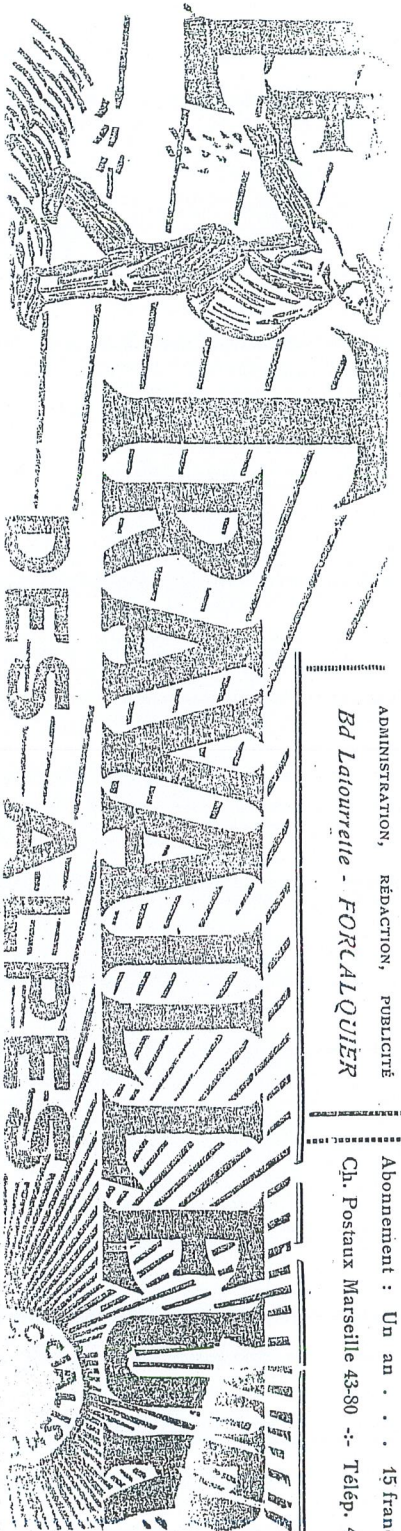 LE TRAVAILLEUR
DES ALPES
ADMINISTRATION, RÉDACTION, PUBLICITÉ
Bd Latourrette - FORCALQUIER
Abonnement : Un an . . . 15
Ch. Postaux Marseille 43-80 -:- Télép.